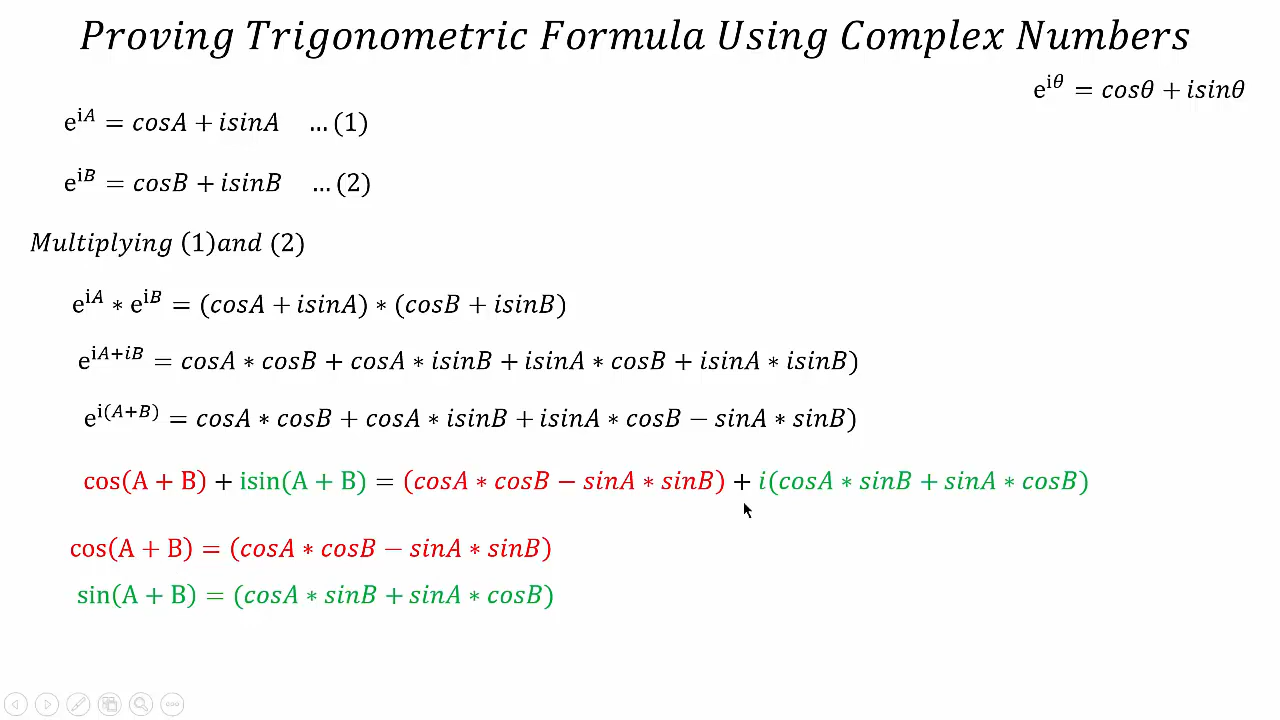 Proving Trigonometric Formula Using Complex Numbers
e^{iθ} = cosθ + isinθ
e^{iA} = cosA + isinA ... (1)
e^{iB} = cosB + isinB ... (2)
Multiplying (1)and (2)
e^{iA} * e^{iB} = (cosA + isinA) * (cosB + isinB)
e^{iA+iB} = cosA * cosB + cosA * isinB + isinA * cosB + isinA * isinB)
e^{i(A+B)} = cosA * cosB + cosA * isinB + isinA * cosB − sinA * sinB)
cos(A + B) + isin(A + B) = (cosA * cosB − sinA * sinB) + i(cosA * sinB + sinA * cosB)
cos(A + B) = (cosA * cosB − sinA * sinB)
sin(A + B) = (cosA * sinB + sinA * cosB)